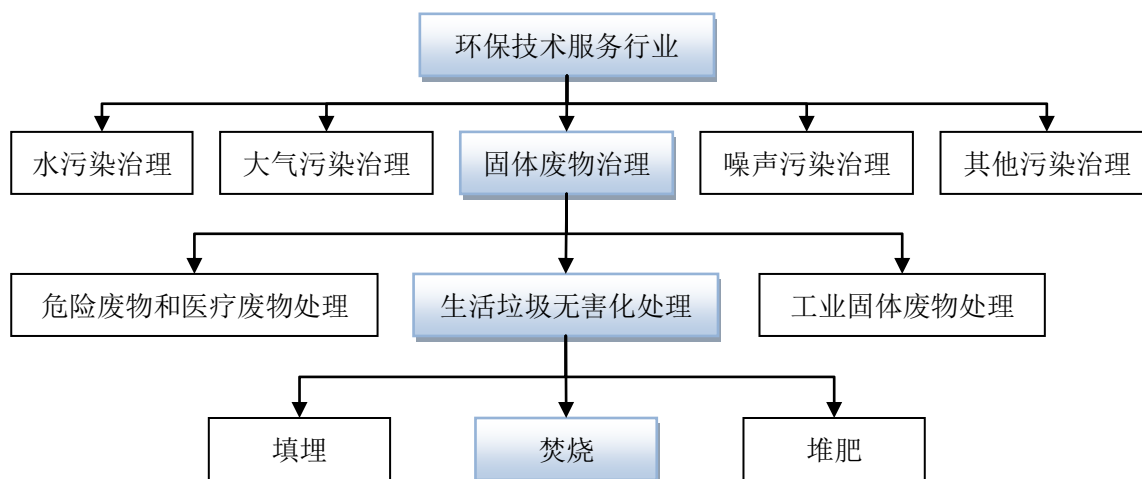 环保技术服务行业
水污染治理
大气污染治理
固体废物治理
噪声污染治理
其他污染治理
危险废物和医疗废物处理
生活垃圾无害化处理
工业固体废物处理
填埋
焚烧
堆肥